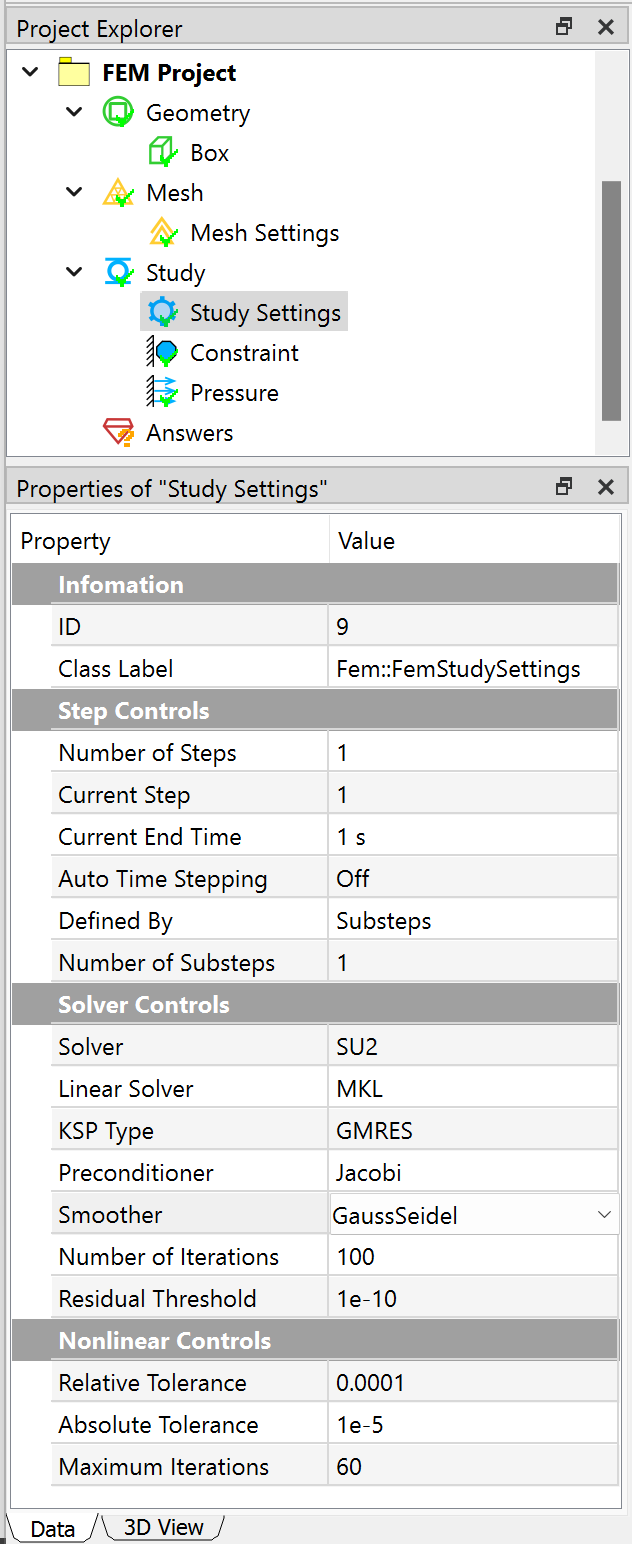 Project Explorer
FEM Project
Geometry
Box
Mesh
Mesh Settings
Study
Study Settings
Constraint
Pressure
Answers
Properties of "Study Settings"
Property Value
Infomation
ID 9
Class Label Fem::FemStudySettings
Step Controls
Number of Steps 1
Current Step 1
Current End Time 1 s
Auto Time Stepping Off
Defined By Substeps
Number of Substeps 1
Solver Controls
Solver SU2
Linear Solver MKL
KSP Type GMRES
Preconditioner Jacobi
Smoother GaussSeidel
Number of Iterations 100
Residual Threshold 1e-10
Nonlinear Controls
Relative Tolerance 0.0001
Absolute Tolerance 1e-5
Maximum Iterations 60
Data 3D View